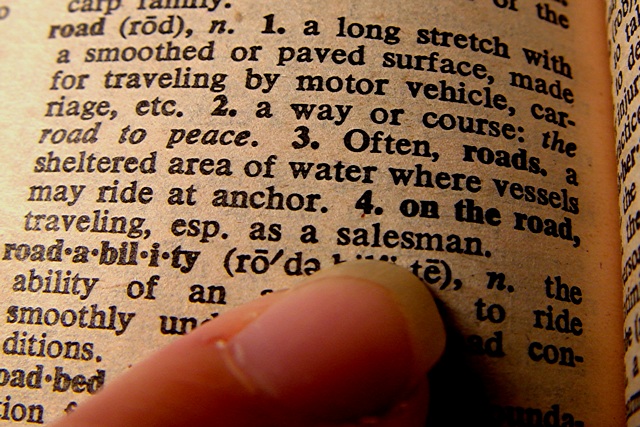 carp family.
of the
road (rōd), n. 1. a long stretch with
a smoothed or paved surface, made
for traveling by motor vehicle, car-
riage, etc. 2. a way or course: the
road to peace. 3. Often, roads. a
sheltered area of water where vessels
may ride at anchor. 4. on the road,
traveling, esp. as a salesman.
road·a·bil·i·ty (rō′də tē), n. the
ability of an to ride
smoothly con-
ditions.